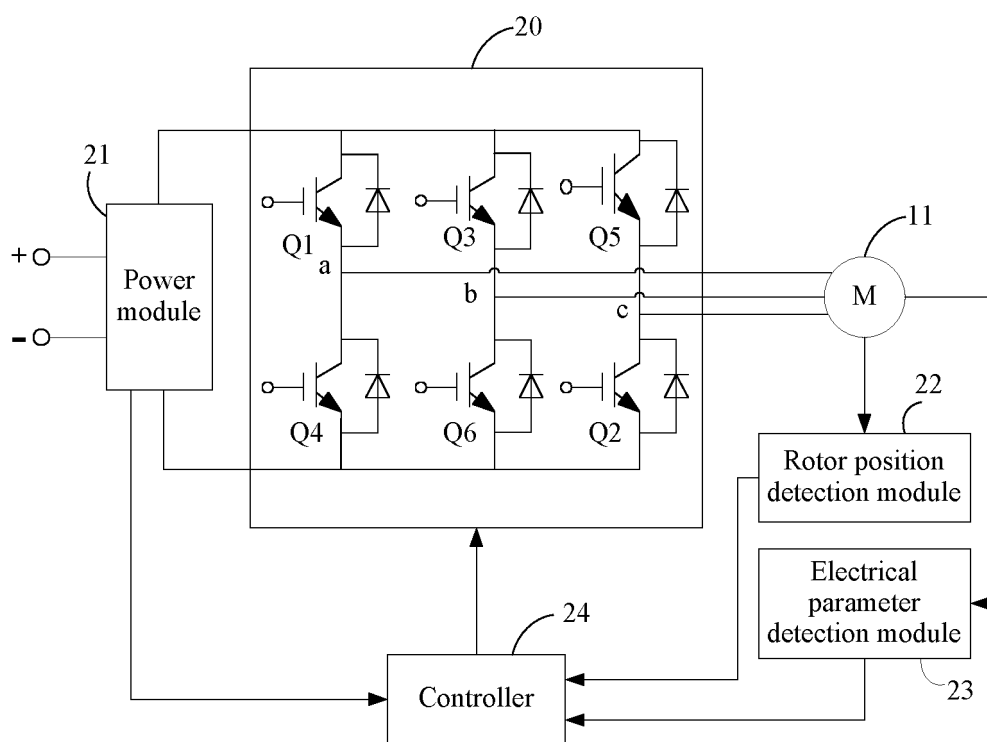 20
21
11
+
-
Power
module
Q1
Q3
Q5
a
b
c
M
Q4
Q6
Q2
22
Rotor position
detection module
Electrical
parameter
detection module
23
24
Controller